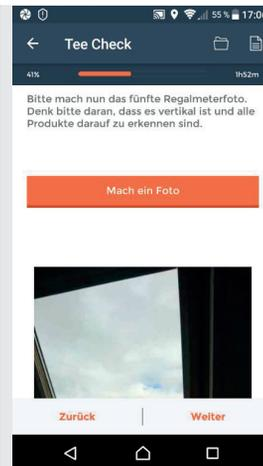 55 % 17:0
Tee Check
41% 1h52m
Bitte mach nun das fünfte Regalmeterfoto.
Denk bitte daran, dass es vertikal ist und alle
Produkte darauf zu erkennen sind.
Mach ein Foto
Zurück Weiter